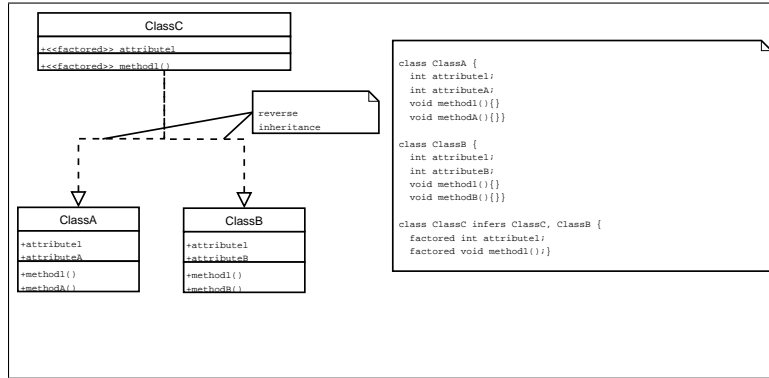 ClassC
+<<factored>> attribute1
+<<factored>> method1()
reverse
inheritance
ClassA
+attribute1
+attributeA
+method1()
+methodA()
ClassB
+attribute1
+attributeB
+method1()
+methodB()
class ClassA {
int attribute1;
int attributeA;
void method1(){}
void methodA(){}}
class ClassB {
int attribute1;
int attributeB;
void method1(){}
void methodB(){}}
class ClassC infers ClassC, ClassB {
factored int attribute1;
factored void method1();}